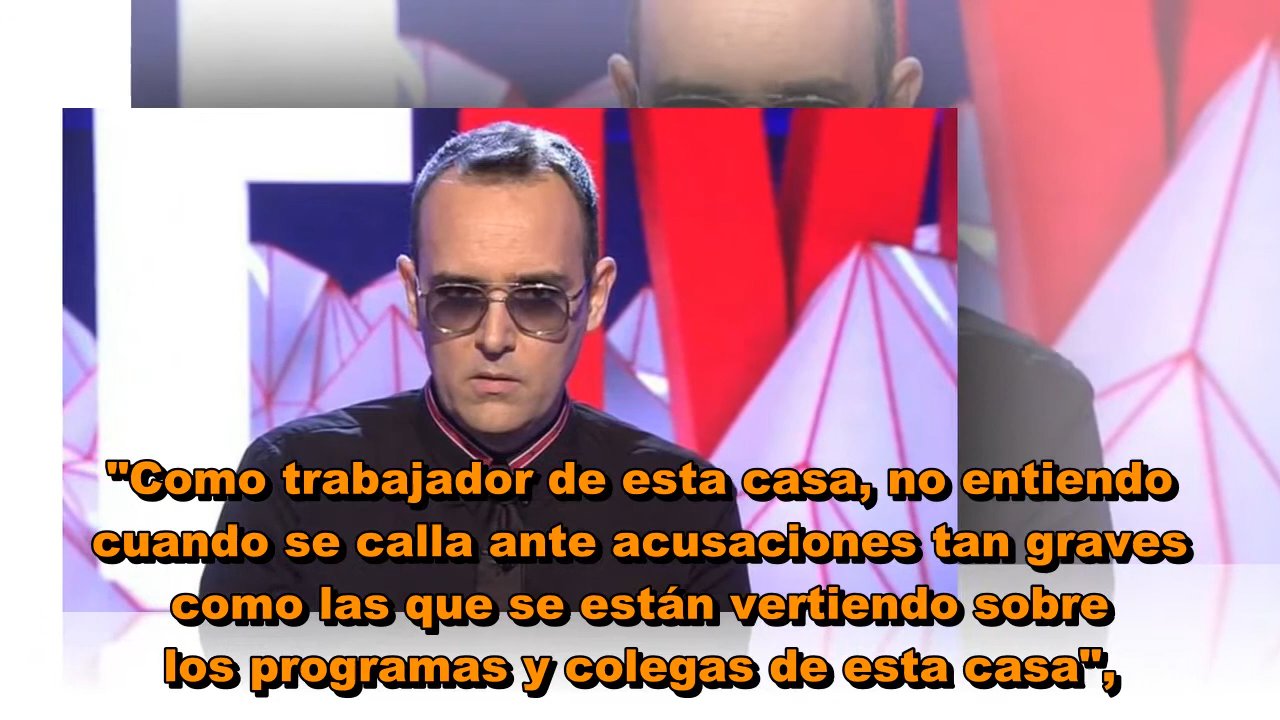 "Como trabajador de esta casa, no entiendo
cuando se calla ante acusaciones tan graves
como las que se están vertiendo sobre
los programas y colegas de esta casa",